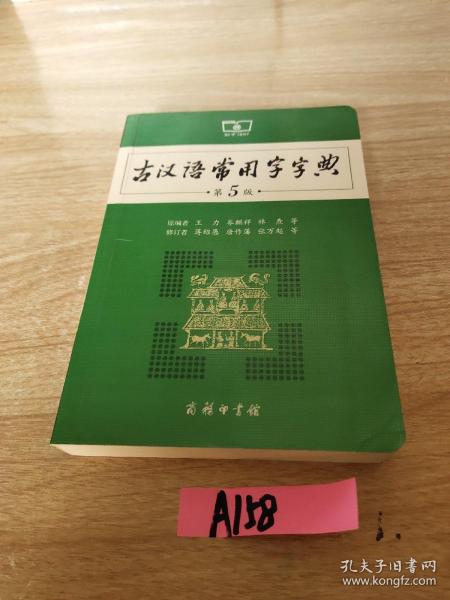 古汉语常用字字典
·第5版·
原编者 王力 岑麒祥 林焘 等
修订者 蒋绍愚 唐作藩 张万起 等
商务印书馆
A158
孔夫子旧书网
www.kongfz.com